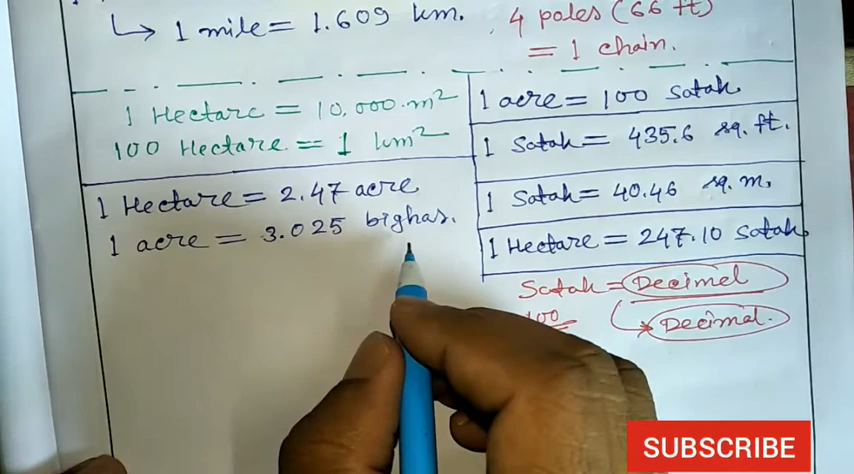 ↳ 1 mile = 1.609 km.
4 poles (66 ft)
= 1 chain.
1 Hectare = 10,000 m²
100 Hectare = 1 km²
1 Hectare = 2.47 acre
1 acre = 3.025 bighas.
1 acre = 100 Satak
1 Satak = 435.6 sq. ft.
1 Satak = 40.46 sq. m.
1 Hectare = 247.10 Satak
Satak = Decimel
100
Decimal.
SUBSCRIBE